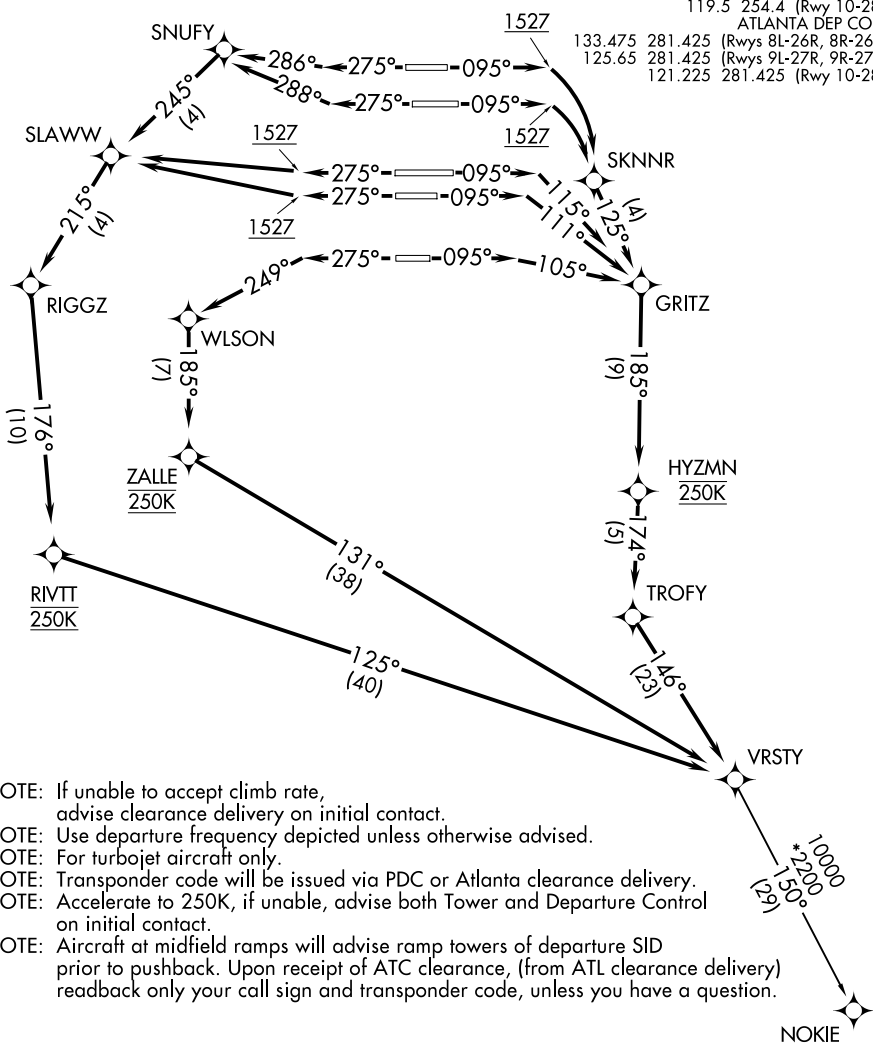 119.5 254.4 (Rwy 10-28
ATLANTA DEP CO
133.475 281.425 (Rwys 8L-26R, 8R-26
125.65 281.425 (Rwys 9L-27R, 9R-27
121.225 281.425 (Rwy 10-28
SNUFY
1527
286° 275° 095°
288° 275° 095°
1527
245°
(4)
SLAWW
1527
SKNNR
275° 095°
275° 095°
1527
115°
111°
125°
(4)
215°
(4)
249° 275° 095° 105°
RIGGZ
GRITZ
WLSON
185°
(7)
185°
(9)
176°
(10)
ZALLE
250K
HYZMN
250K
174°
(5)
131°
(38)
RIVTT
250K
TROFY
125°
(40)
146°
(23)
VRSTY
10000
*2200
150°
(29)
NOKIE
OTE: If unable to accept climb rate,
advise clearance delivery on initial contact.
OTE: Use departure frequency depicted unless otherwise advised.
OTE: For turbojet aircraft only.
OTE: Transponder code will be issued via PDC or Atlanta clearance delivery.
OTE: Accelerate to 250K, if unable, advise both Tower and Departure Control
on initial contact.
OTE: Aircraft at midfield ramps will advise ramp towers of departure SID
prior to pushback. Upon receipt of ATC clearance, (from ATL clearance delivery)
readback only your call sign and transponder code, unless you have a question.